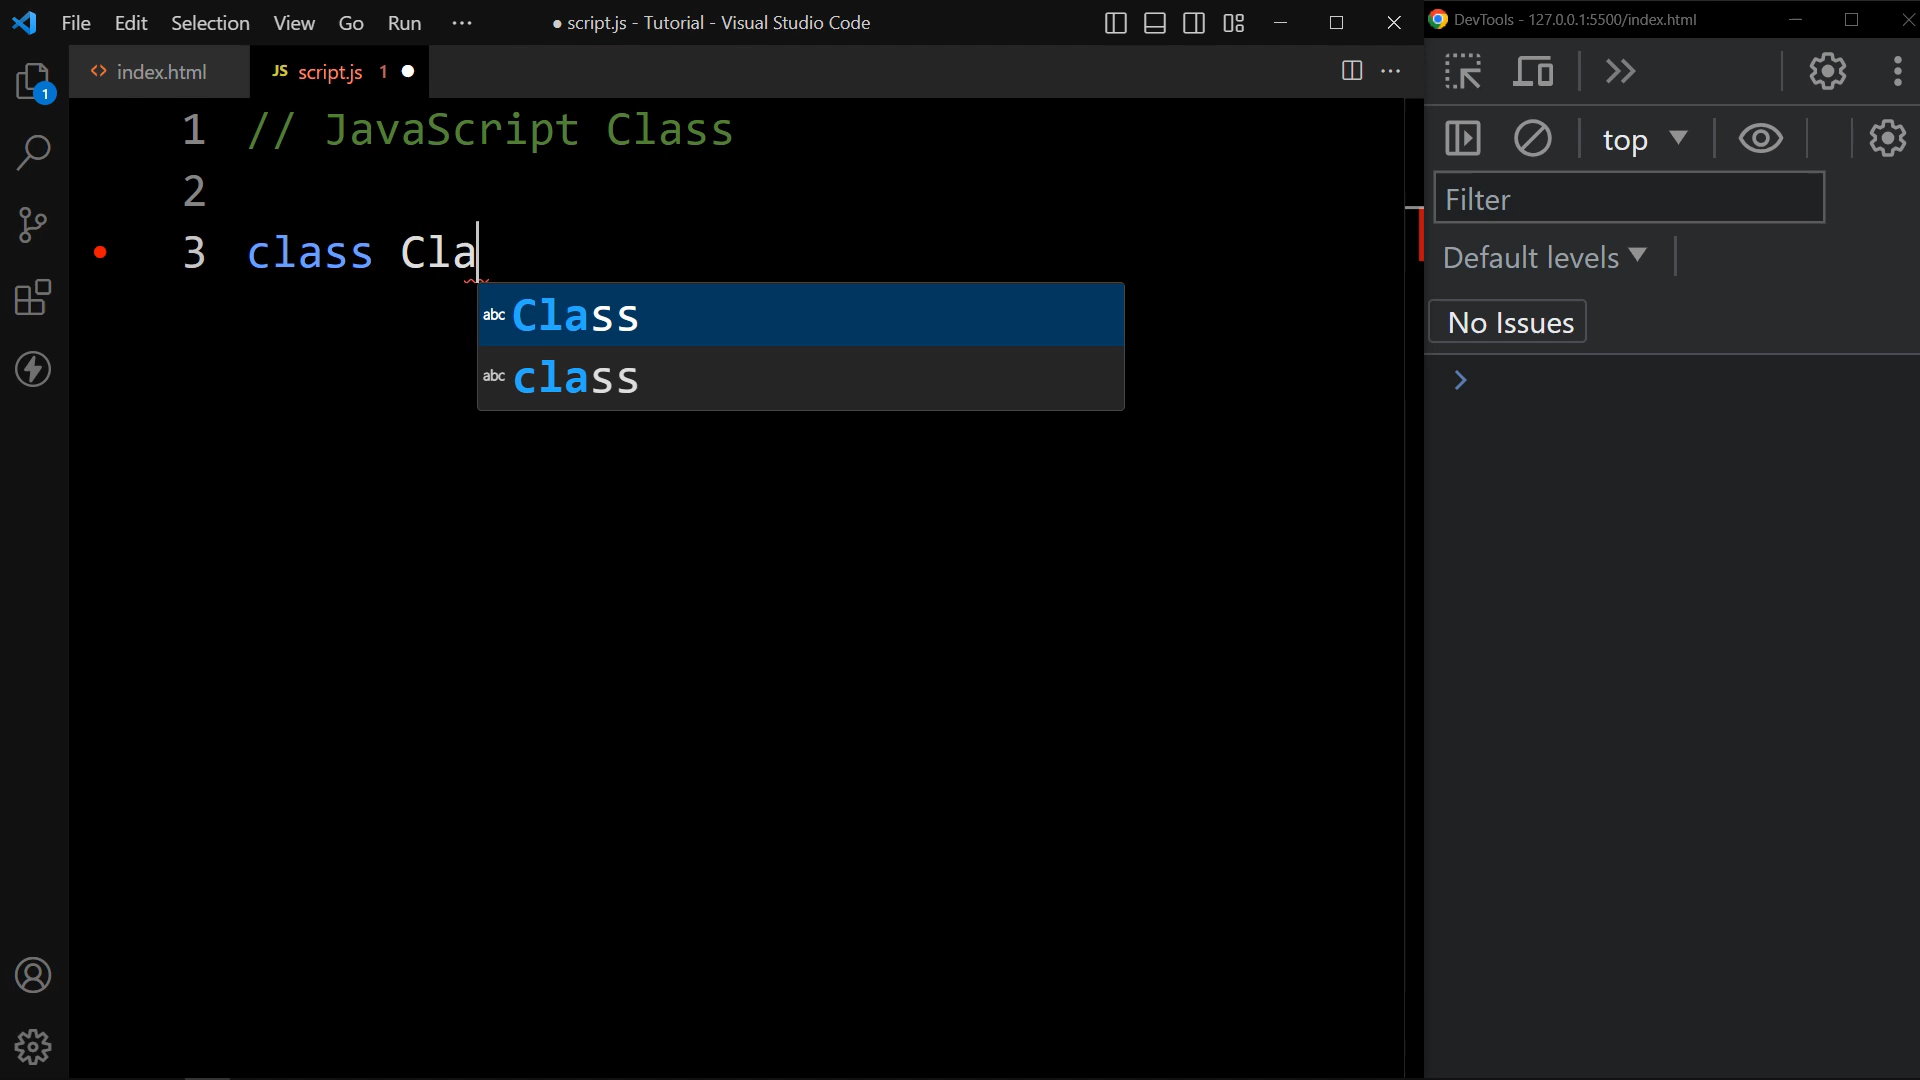 File Edit Selection View Go Run ··· ● script.js - Tutorial - Visual Studio Code
DevTools - 127.0.0.1:5500/index.html
<> index.html JS script.js 1 ●
1
1 // JavaScript Class
2
3 class Cla
abc Class
abc class
top
Filter
Default levels
No Issues